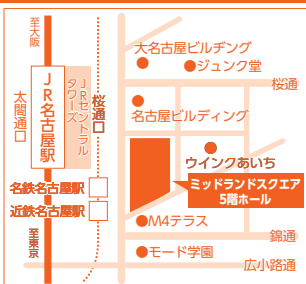 至大阪
大名古屋ビルヂング
ジュンク堂
桜通
JR名古屋駅
JRセントラル
タワーズ
桜通口
太閤通口
名古屋ビルディング
ウインクあいち
ミッドランドスクエア
5階ホール
名鉄名古屋駅
近鉄名古屋駅
至東京
M4テラス
錦通
モード学園
広小路通